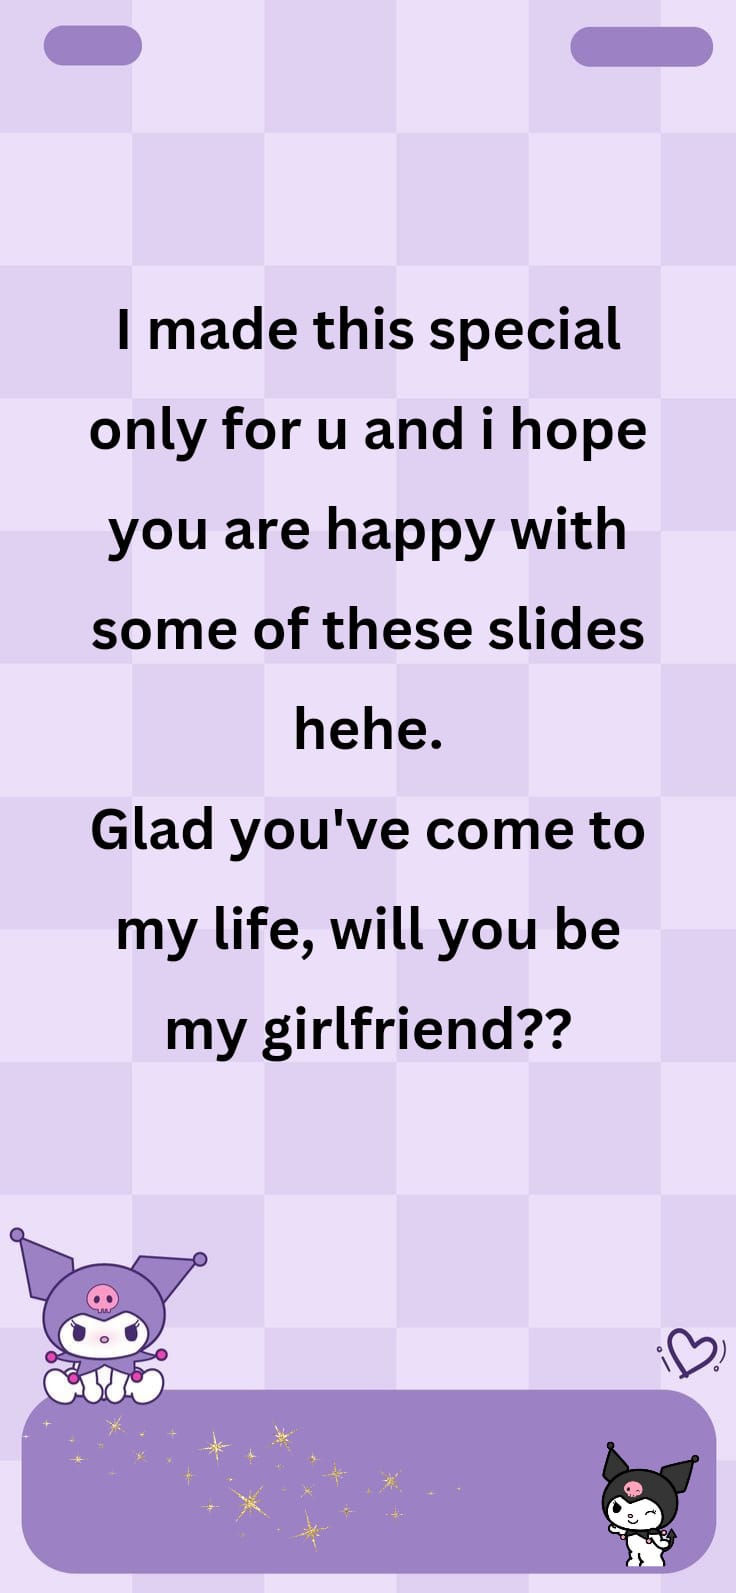 I made this special
only for u and i hope
you are happy with
some of these slides
hehe.
Glad you've come to
my life, will you be
my girlfriend??